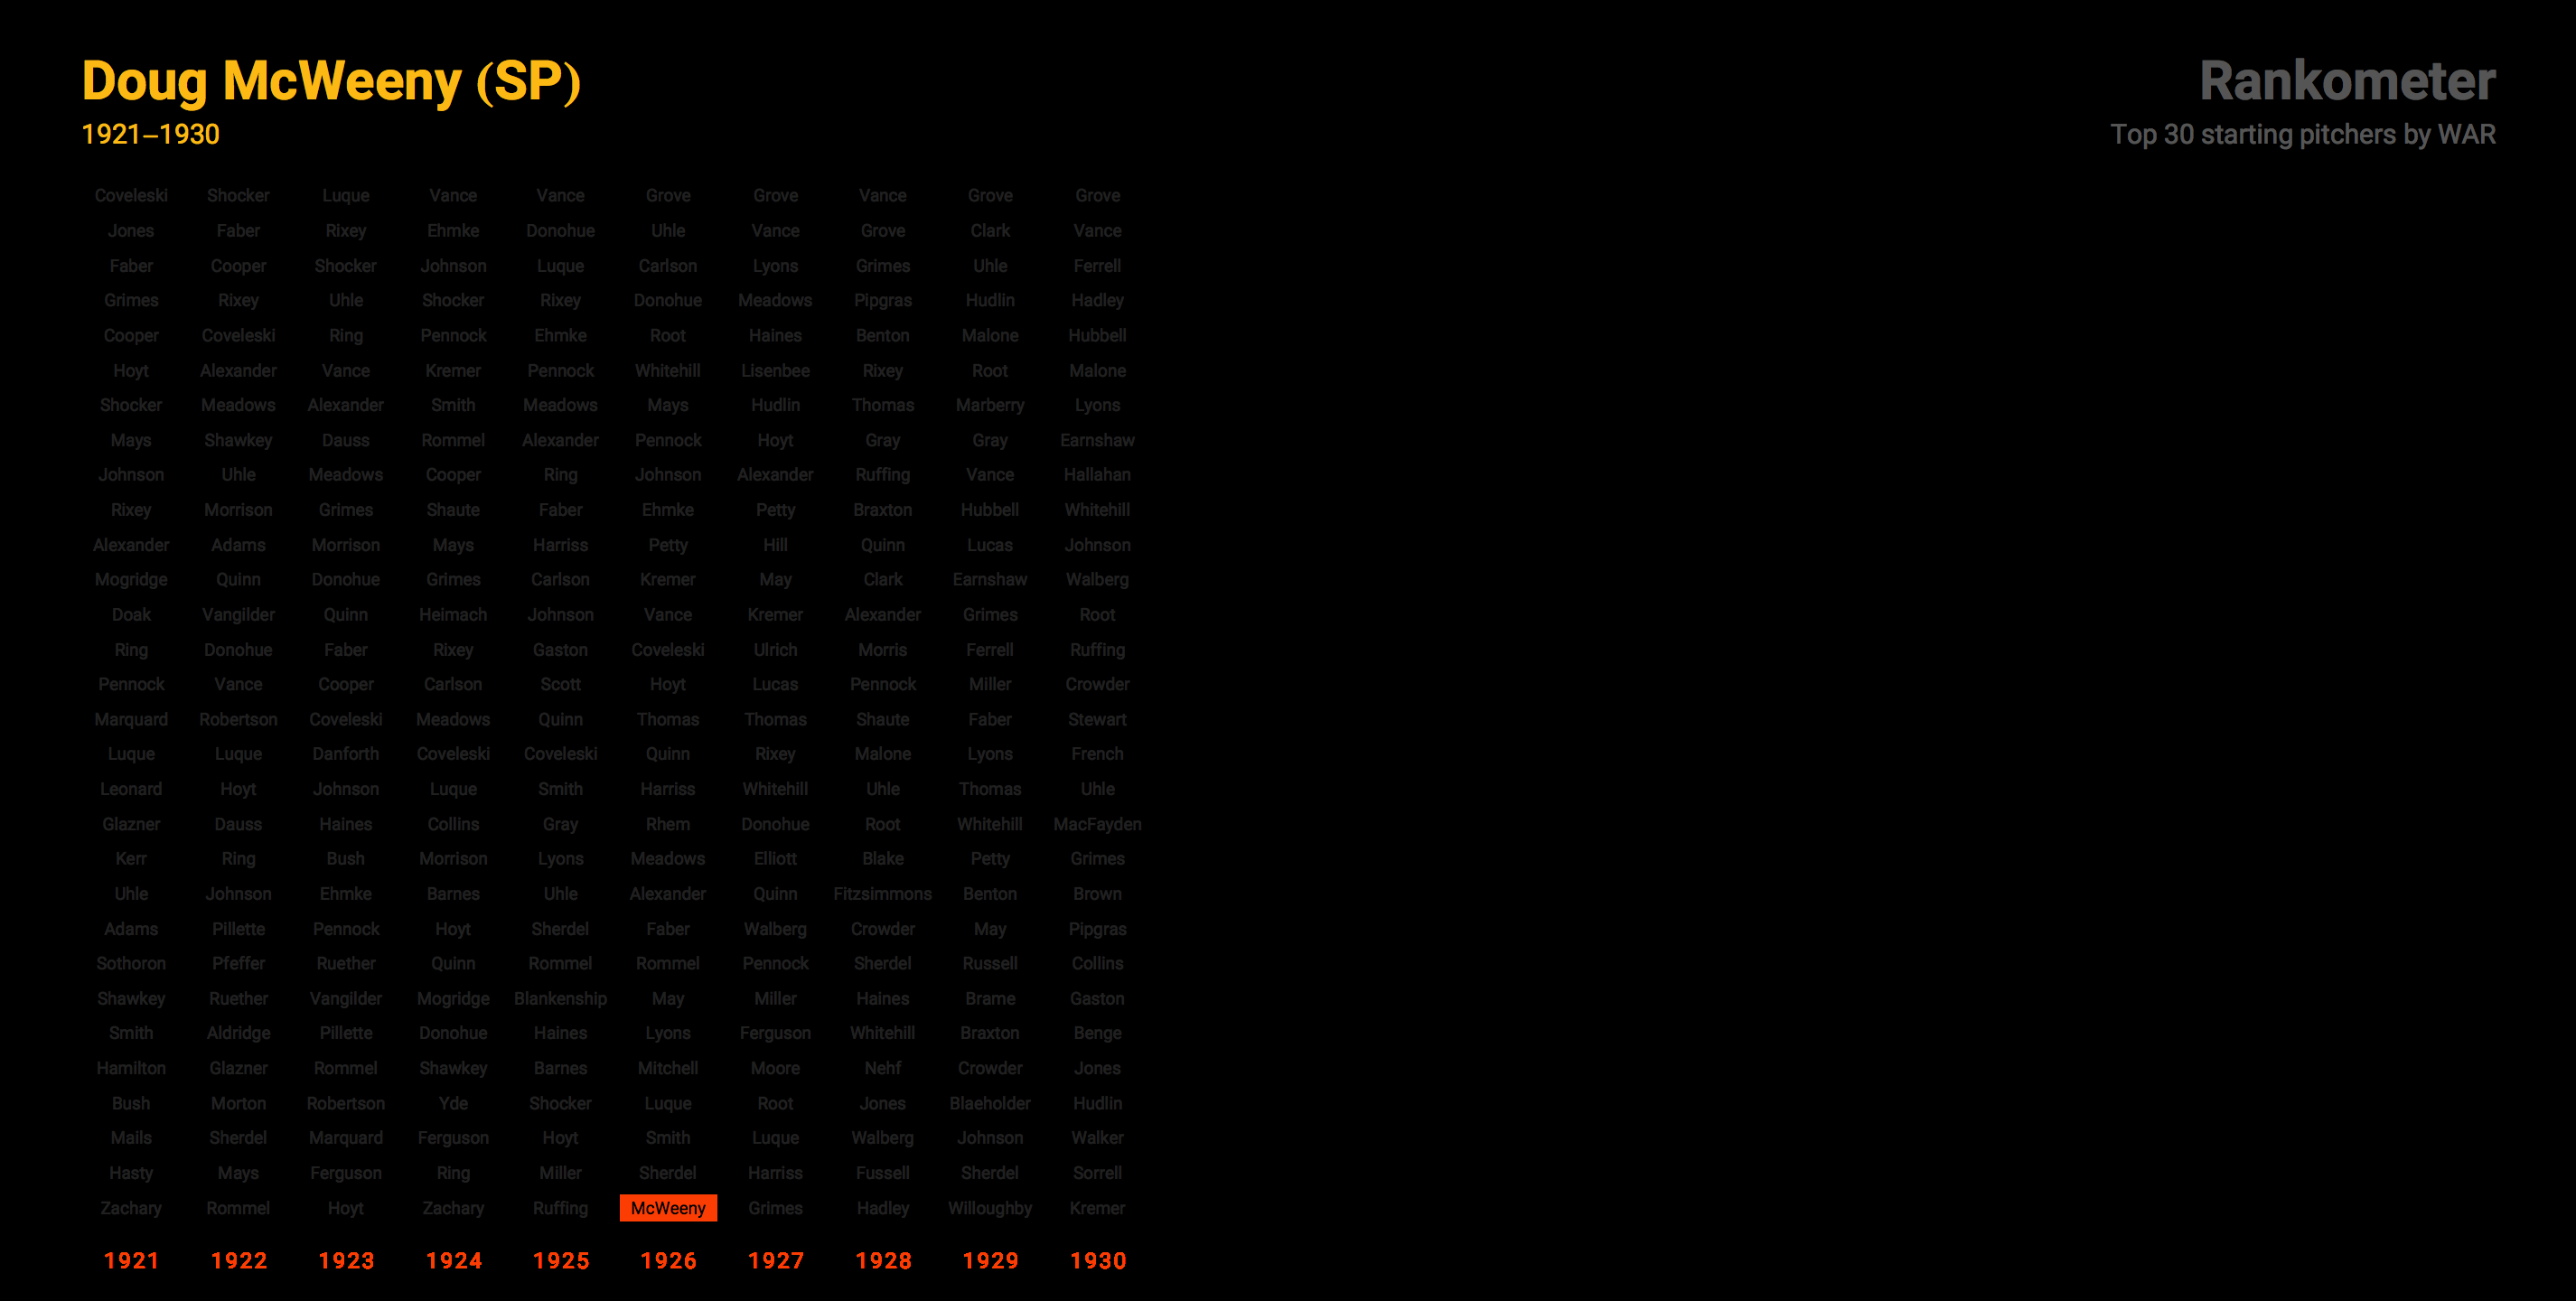 Doug McWeeny (SP)
1921–1930
Rankometer
Top 30 starting pitchers by WAR
Coveleski Shocker Luque Vance Vance Grove Grove Vance Grove Grove
Jones Faber Rixey Ehmke Donohue Uhle Vance Grove Clark Vance
Faber Cooper Shocker Johnson Luque Carlson Lyons Grimes Uhle Ferrell
Grimes Rixey Uhle Shocker Rixey Donohue Meadows Pipgras Hudlin Hadley
Cooper Coveleski Ring Pennock Ehmke Root Haines Benton Malone Hubbell
Hoyt Alexander Vance Kremer Pennock Whitehill Lisenbee Rixey Root Malone
Shocker Meadows Alexander Smith Meadows Mays Hudlin Thomas Marberry Lyons
Mays Shawkey Dauss Rommel Alexander Pennock Hoyt Gray Gray Earnshaw
Johnson Uhle Meadows Cooper Ring Johnson Alexander Ruffing Vance Hallahan
Rixey Morrison Grimes Shaute Faber Ehmke Petty Braxton Hubbell Whitehill
Alexander Adams Morrison Mays Harriss Petty Hill Quinn Lucas Johnson
Mogridge Quinn Donohue Grimes Carlson Kremer May Clark Earnshaw Walberg
Doak Vangilder Quinn Heimach Johnson Vance Kremer Alexander Grimes Root
Ring Donohue Faber Rixey Gaston Coveleski Ulrich Morris Ferrell Ruffing
Pennock Vance Cooper Carlson Scott Hoyt Lucas Pennock Miller Crowder
Marquard Robertson Coveleski Meadows Quinn Thomas Thomas Shaute Faber Stewart
Luque Luque Danforth Coveleski Coveleski Quinn Rixey Malone Lyons French
Leonard Hoyt Johnson Luque Smith Harriss Whitehill Uhle Thomas Uhle
Glazner Dauss Haines Collins Gray Rhem Donohue Root Whitehill MacFayden
Kerr Ring Bush Morrison Lyons Meadows Elliott Blake Petty Grimes
Uhle Johnson Ehmke Barnes Uhle Alexander Quinn Fitzsimmons Benton Brown
Adams Pillette Pennock Hoyt Sherdel Faber Walberg Crowder May Pipgras
Sothoron Pfeffer Ruether Quinn Rommel Rommel Pennock Sherdel Russell Collins
Shawkey Ruether Vangilder Mogridge Blankenship May Miller Haines Brame Gaston
Smith Aldridge Pillette Donohue Haines Lyons Ferguson Whitehill Braxton Benge
Hamilton Glazner Rommel Shawkey Barnes Mitchell Moore Nehf Crowder Jones
Bush Morton Robertson Yde Shocker Luque Root Jones Blaeholder Hudlin
Mails Sherdel Marquard Ferguson Hoyt Smith Luque Walberg Johnson Walker
Hasty Mays Ferguson Ring Miller Sherdel Harriss Fussell Sherdel Sorrell
Zachary Rommel Hoyt Zachary Ruffing McWeeny Grimes Hadley Willoughby Kremer
1921 1922 1923 1924 1925 1926 1927 1928 1929 1930